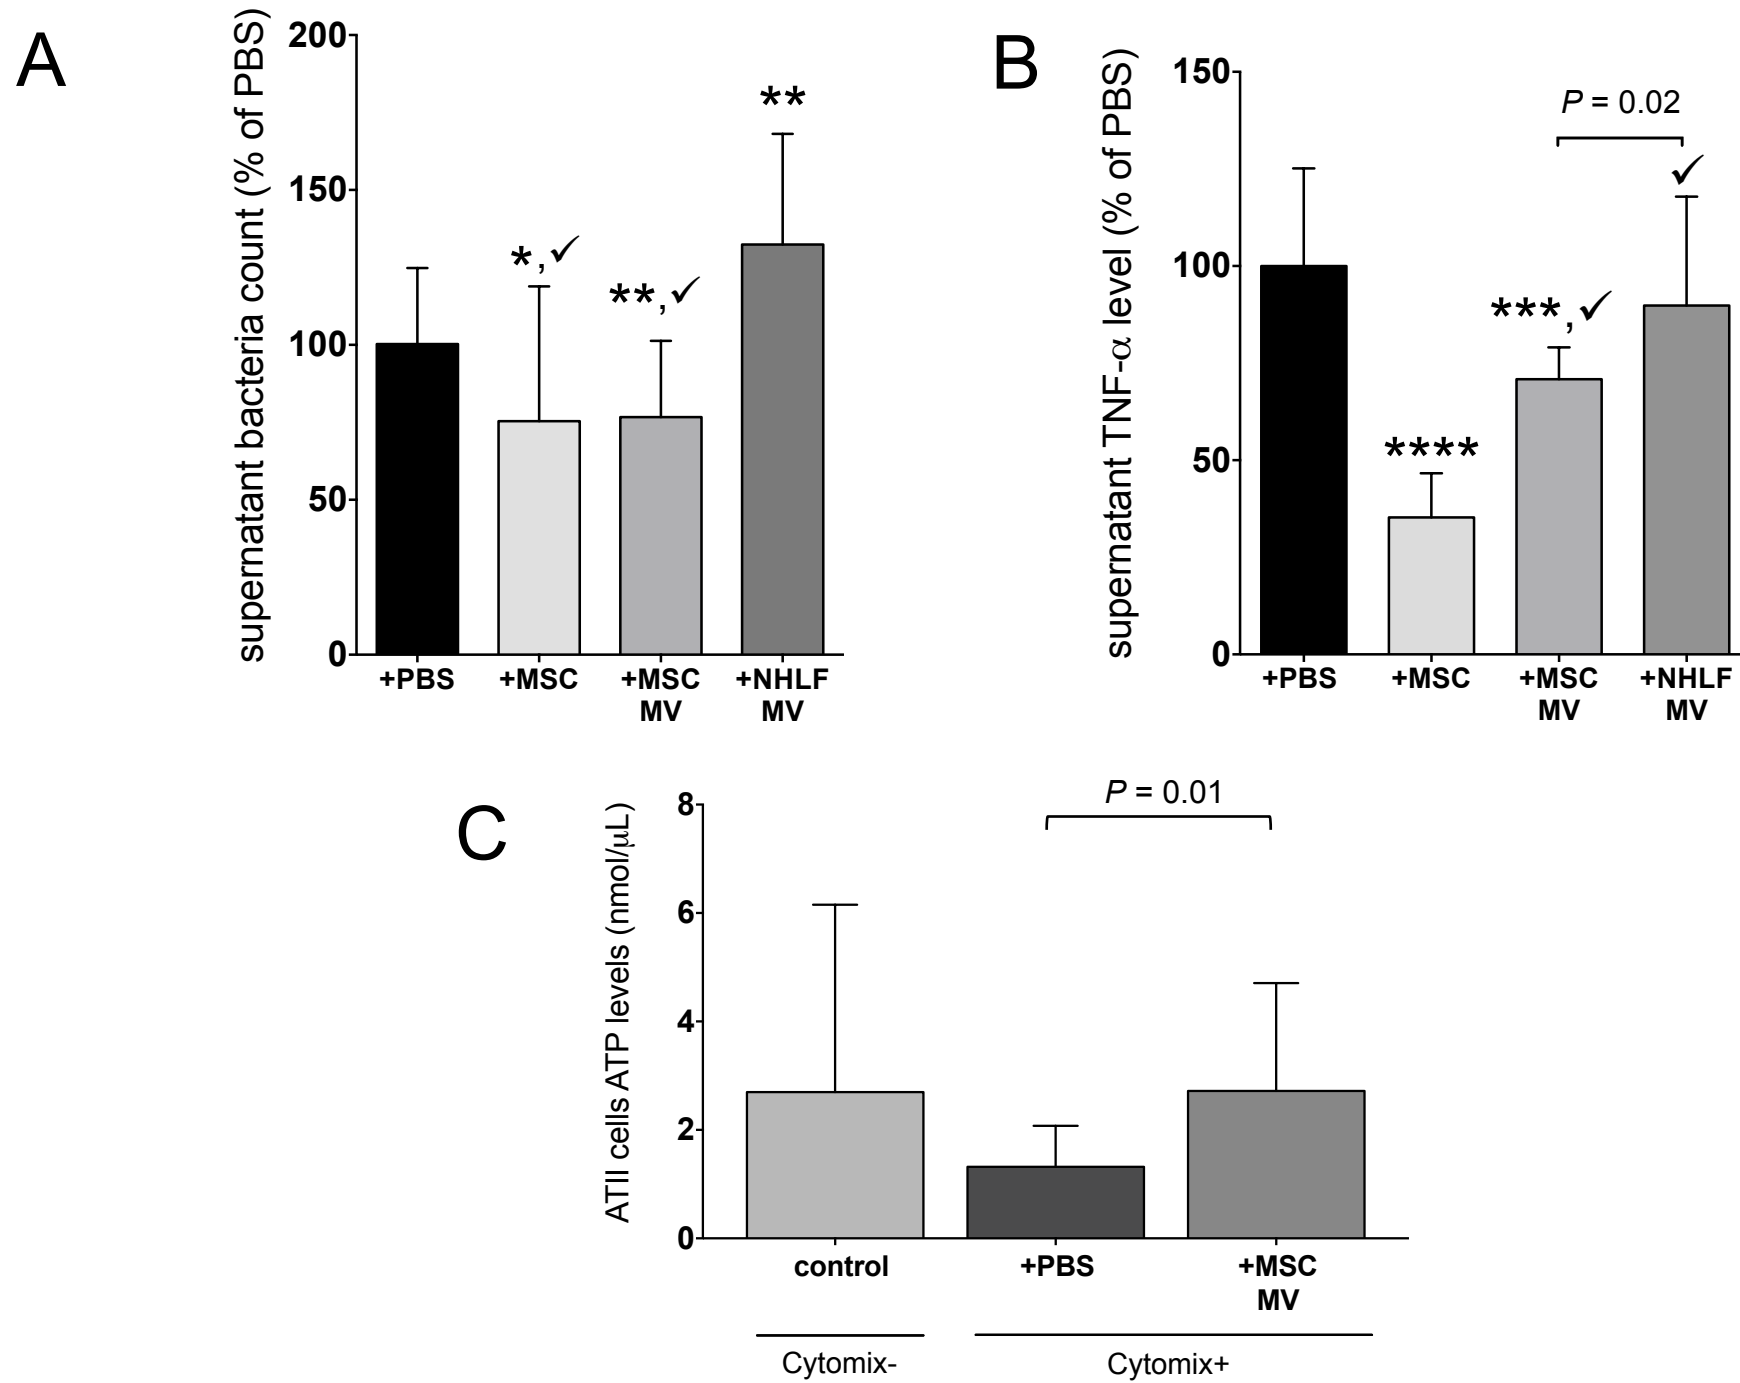 A
supernatant bacteria count (% of PBS)
200
150
100
50
0
*,✓
**,✓
**
+PBS
+MSC
+MSC
MV
+NHLF
MV
B
supernatant TNF-α level (% of PBS)
150
100
50
0
P = 0.02
****
***,✓
✓
+PBS
+MSC
+MSC
MV
+NHLF
MV
C
ATII cells ATP levels (nmol/μL)
8
6
4
2
0
P = 0.01
control
+PBS
+MSC
MV
Cytomix-
Cytomix+